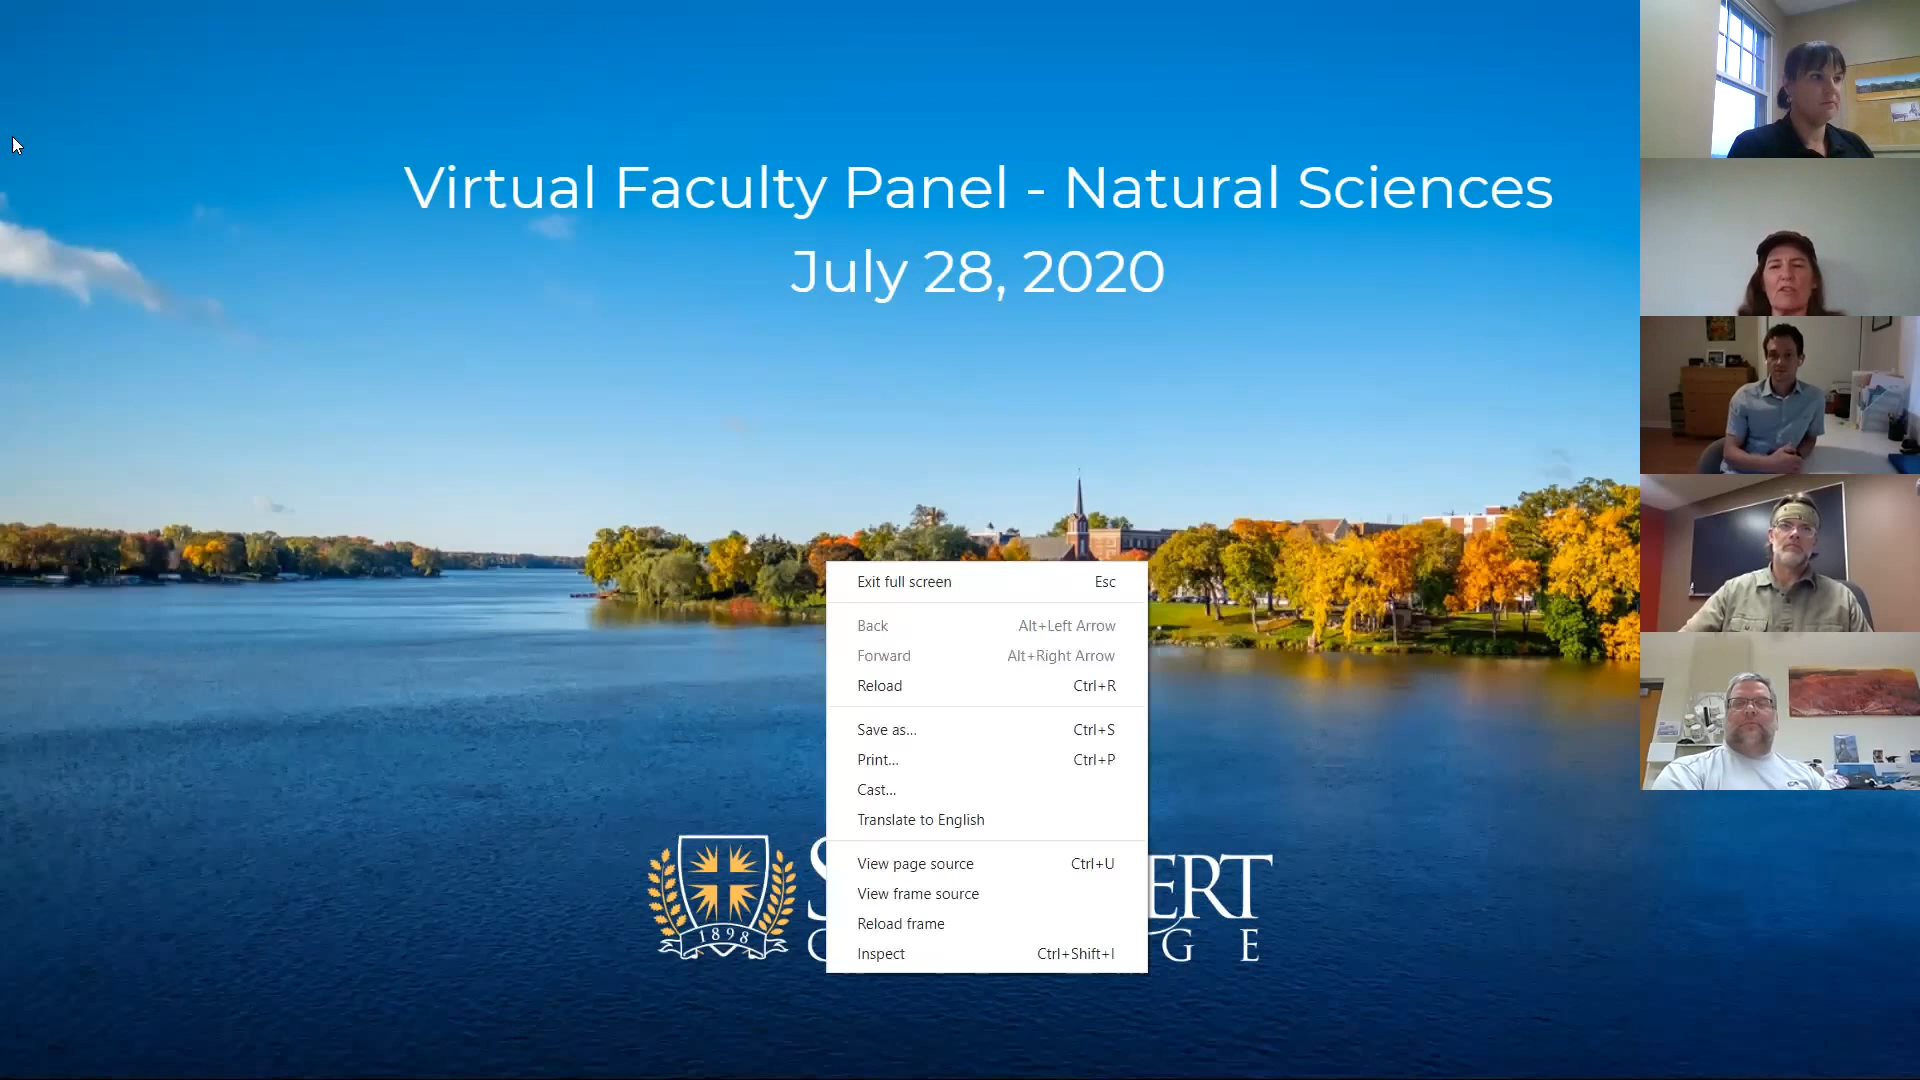 Virtual Faculty Panel - Natural Sciences
July 28, 2020
Exit full screen Esc
Back Alt+Left Arrow
Forward Alt+Right Arrow
Reload Ctrl+R
Save as... Ctrl+S
Print... Ctrl+P
Cast...
Translate to English
View page source Ctrl+U
View frame source
Reload frame
Inspect Ctrl+Shift+I
1898